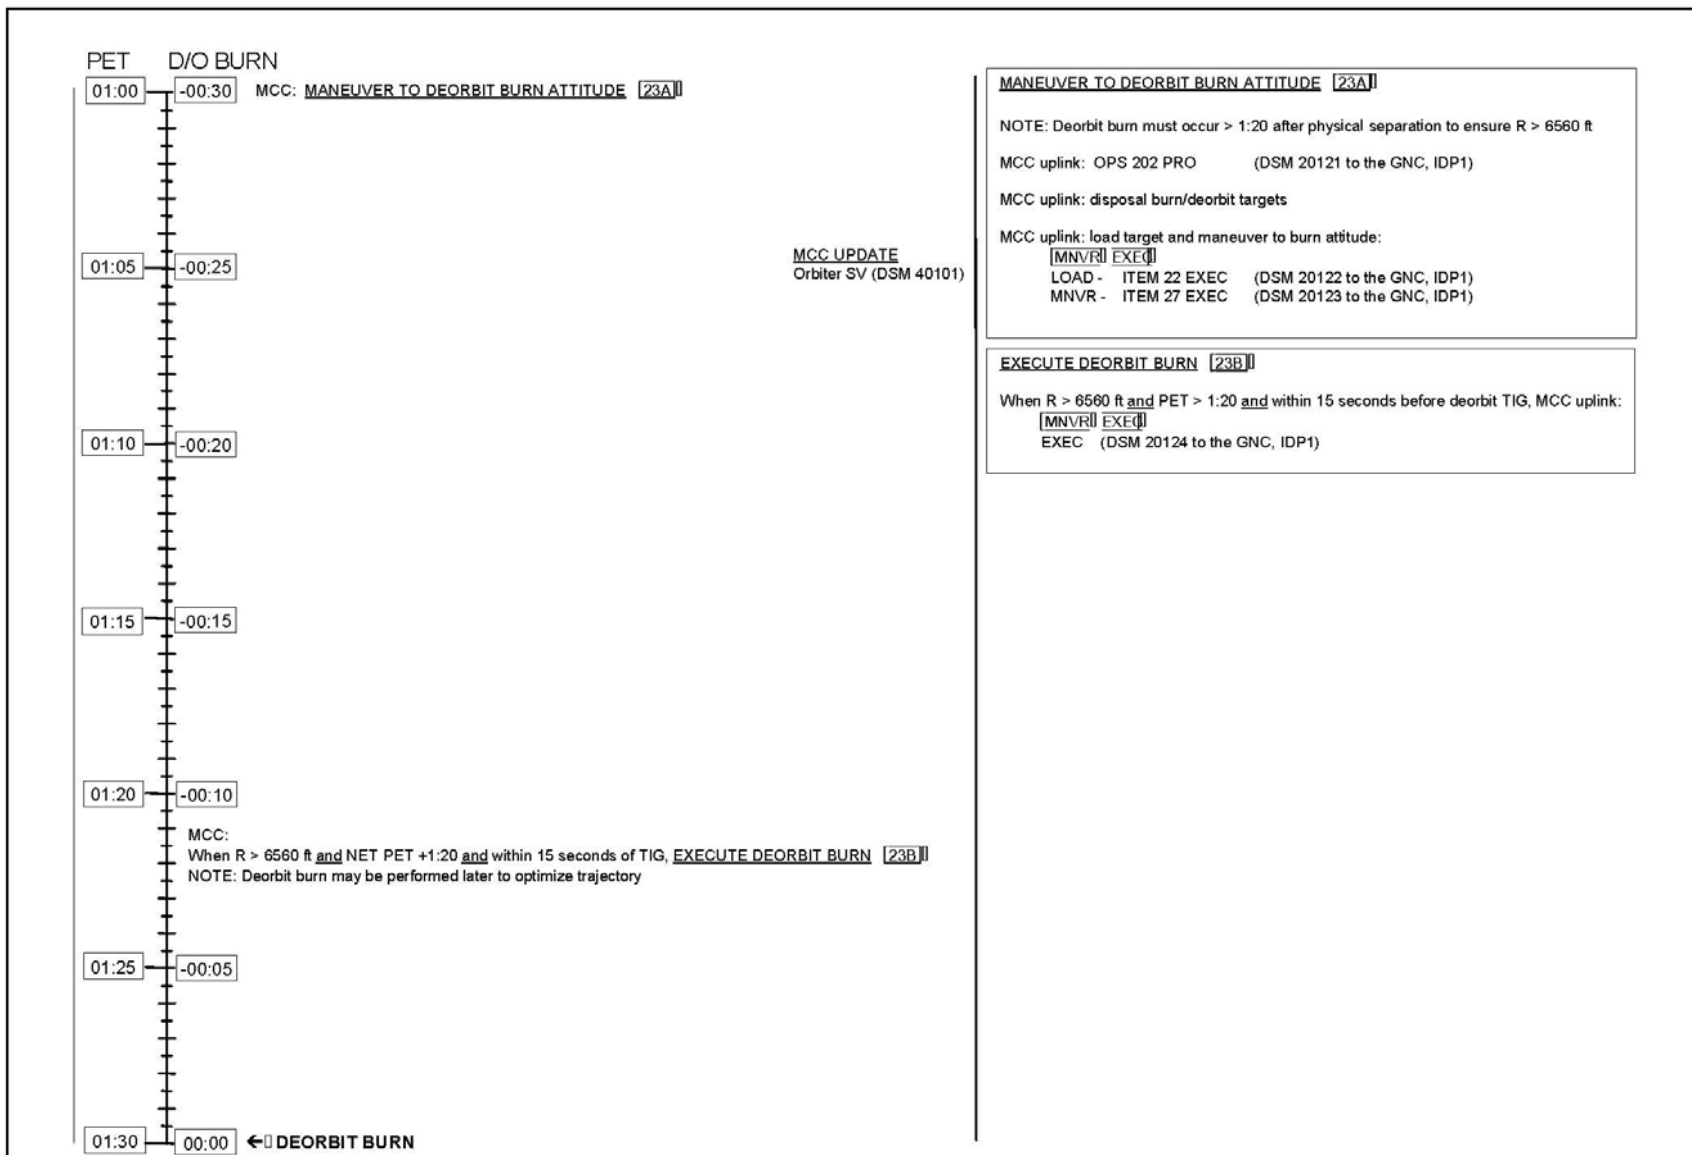 PET D/O BURN
01:00 -00:30 MCC: MANEUVER TO DEORBIT BURN ATTITUDE 23A
MCC UPDATE
01:05 -00:25 Orbiter SV (DSM 40101)
01:10 -00:20
01:15 -00:15
01:20 -00:10
MCC:
When R > 6560 ft and NET PET +1:20 and within 15 seconds of TIG, EXECUTE DEORBIT BURN 23B
NOTE: Deorbit burn may be performed later to optimize trajectory
01:25 -00:05
01:30 00:00 ← DEORBIT BURN
MANEUVER TO DEORBIT BURN ATTITUDE 23A
NOTE: Deorbit burn must occur > 1:20 after physical separation to ensure R > 6560 ft
MCC uplink: OPS 202 PRO (DSM 20121 to the GNC, IDP1)
MCC uplink: disposal burn/deorbit targets
MCC uplink: load target and maneuver to burn attitude:
MNVR EXEC
LOAD - ITEM 22 EXEC (DSM 20122 to the GNC, IDP1)
MNVR - ITEM 27 EXEC (DSM 20123 to the GNC, IDP1)
EXECUTE DEORBIT BURN 23B
When R > 6560 ft and PET > 1:20 and within 15 seconds before deorbit TIG, MCC uplink:
MNVR EXEC
EXEC (DSM 20124 to the GNC, IDP1)